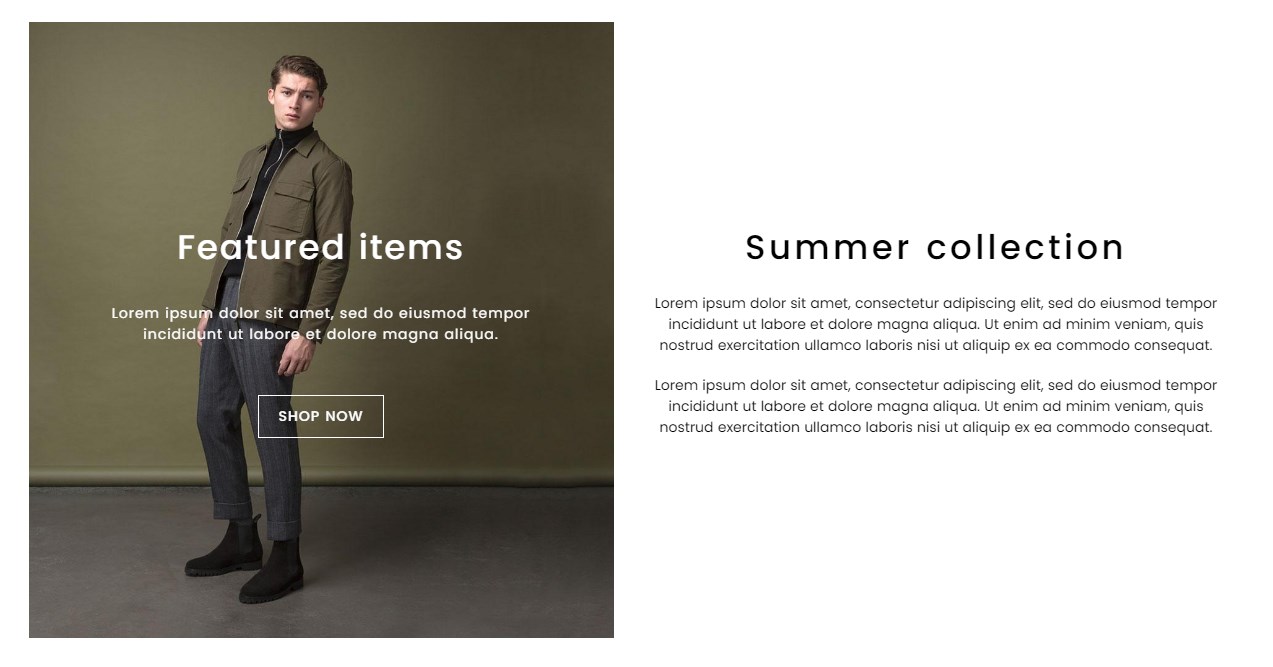 Featured items
Lorem ipsum dolor sit amet, sed do eiusmod tempor
incididunt ut labore et dolore magna aliqua.
SHOP NOW
Summer collection
Lorem ipsum dolor sit amet, consectetur adipiscing elit, sed do eiusmod tempor
incididunt ut labore et dolore magna aliqua. Ut enim ad minim veniam, quis
nostrud exercitation ullamco laboris nisi ut aliquip ex ea commodo consequat.
Lorem ipsum dolor sit amet, consectetur adipiscing elit, sed do eiusmod tempor
incididunt ut labore et dolore magna aliqua. Ut enim ad minim veniam, quis
nostrud exercitation ullamco laboris nisi ut aliquip ex ea commodo consequat.